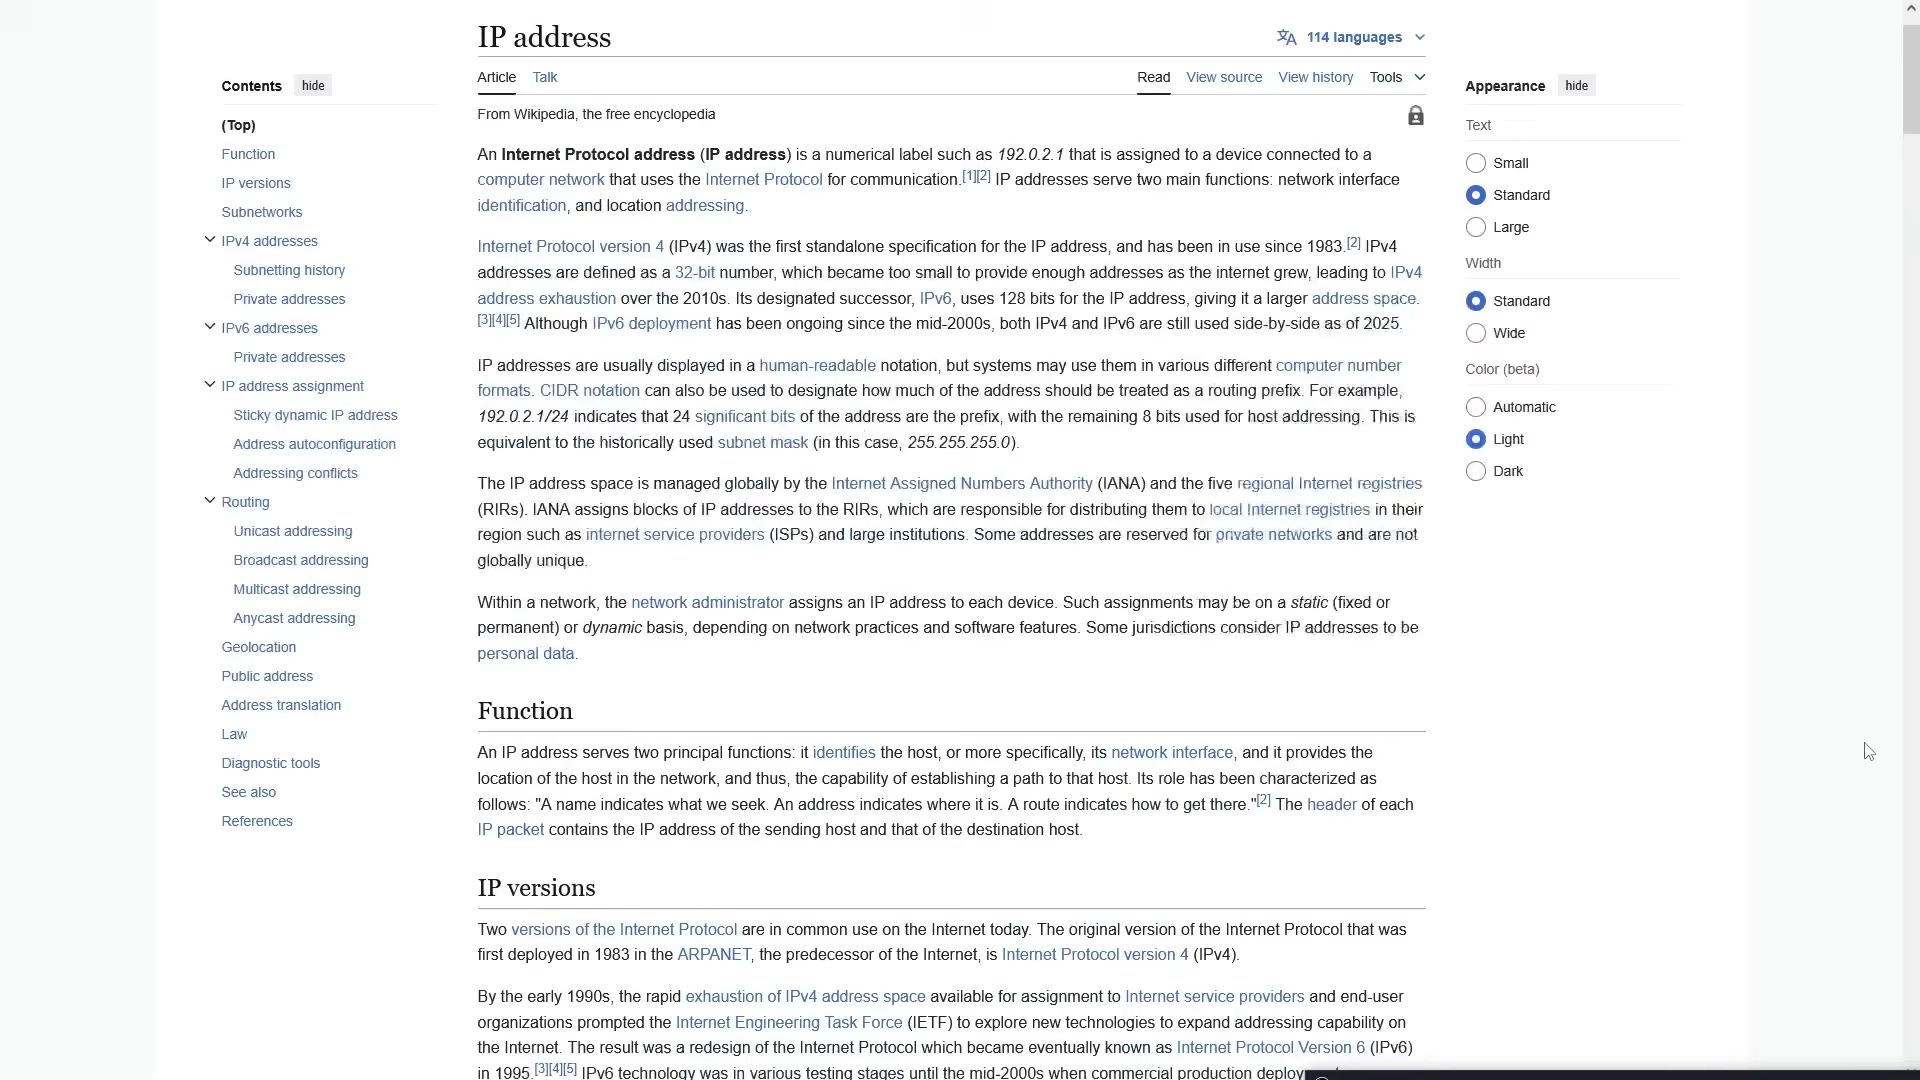 IP address
114 languages
Article Talk
Read View source View history Tools
From Wikipedia, the free encyclopedia
Contents hide
(Top)
Function
IP versions
Subnetworks
IPv4 addresses
Subnetting history
Private addresses
IPv6 addresses
Private addresses
IP address assignment
Sticky dynamic IP address
Address autoconfiguration
Addressing conflicts
Routing
Unicast addressing
Broadcast addressing
Multicast addressing
Anycast addressing
Geolocation
Public address
Address translation
Law
Diagnostic tools
See also
References
An Internet Protocol address (IP address) is a numerical label such as 192.0.2.1 that is assigned to a device connected to a
computer network that uses the Internet Protocol for communication.[1][2] IP addresses serve two main functions: network interface
identification, and location addressing.
Internet Protocol version 4 (IPv4) was the first standalone specification for the IP address, and has been in use since 1983.[2] IPv4
addresses are defined as a 32-bit number, which became too small to provide enough addresses as the internet grew, leading to IPv4
address exhaustion over the 2010s. Its designated successor, IPv6, uses 128 bits for the IP address, giving it a larger address space.
[3][4][5] Although IPv6 deployment has been ongoing since the mid-2000s, both IPv4 and IPv6 are still used side-by-side as of 2025.
IP addresses are usually displayed in a human-readable notation, but systems may use them in various different computer number
formats. CIDR notation can also be used to designate how much of the address should be treated as a routing prefix. For example,
192.0.2.1/24 indicates that 24 significant bits of the address are the prefix, with the remaining 8 bits used for host addressing. This is
equivalent to the historically used subnet mask (in this case, 255.255.255.0).
The IP address space is managed globally by the Internet Assigned Numbers Authority (IANA) and the five regional Internet registries
(RIRs). IANA assigns blocks of IP addresses to the RIRs, which are responsible for distributing them to local Internet registries in their
region such as internet service providers (ISPs) and large institutions. Some addresses are reserved for private networks and are not
globally unique.
Within a network, the network administrator assigns an IP address to each device. Such assignments may be on a static (fixed or
permanent) or dynamic basis, depending on network practices and software features. Some jurisdictions consider IP addresses to be
personal data.
Function
An IP address serves two principal functions: it identifies the host, or more specifically, its network interface, and it provides the
location of the host in the network, and thus, the capability of establishing a path to that host. Its role has been characterized as
follows: "A name indicates what we seek. An address indicates where it is. A route indicates how to get there."[2] The header of each
IP packet contains the IP address of the sending host and that of the destination host.
IP versions
Two versions of the Internet Protocol are in common use on the Internet today. The original version of the Internet Protocol that was
first deployed in 1983 in the ARPANET, the predecessor of the Internet, is Internet Protocol version 4 (IPv4).
By the early 1990s, the rapid exhaustion of IPv4 address space available for assignment to Internet service providers and end-user
organizations prompted the Internet Engineering Task Force (IETF) to explore new technologies to expand addressing capability on
the Internet. The result was a redesign of the Internet Protocol which became eventually known as Internet Protocol Version 6 (IPv6)
in 1995.[3][4][5] IPv6 technology was in various testing stages until the mid-2000s when commercial production
Appearance hide
Text
Small
Standard
Large
Width
Standard
Wide
Color (beta)
Automatic
Light
Dark